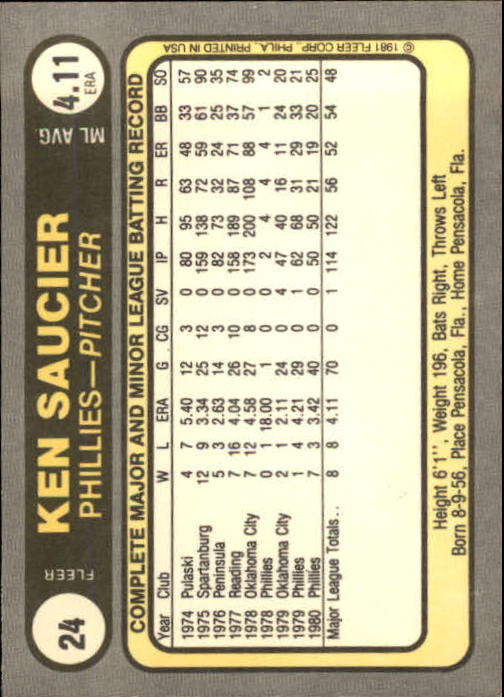 24
FLEER
KEN SAUCIER
PHILLIES—PITCHER
ML AVG.
4.11
ERA
COMPLETE MAJOR AND MINOR LEAGUE BATTING RECORD
Year Club W L ERA G CG SV IP H R ER BB SO
1974 Pulaski 4 7 5.40 12 3 0 80 95 63 48 33 57
1975 Spartanburg 12 9 3.34 25 12 0 159 138 72 59 61 90
1976 Peninsula 5 3 2.63 14 3 0 82 73 32 24 25 35
1977 Reading 7 16 4.04 26 10 0 158 189 87 71 37 74
1978 Oklahoma City 7 12 4.58 27 8 0 173 200 108 88 57 99
1978 Phillies 0 1 18.00 1 0 0 2 4 4 4 1 2
1979 Oklahoma City 2 1 2.11 24 0 4 47 40 16 11 24 20
1979 Phillies 1 4 4.21 29 0 1 62 68 31 29 33 21
1980 Phillies 7 3 3.42 40 0 0 50 50 21 19 20 25
Major League Totals.. 8 8 4.11 70 0 1 114 122 56 52 54 48
Height 6'1'', Weight 196, Bats Right, Throws Left
Born 8-9-56, Place Pensacola, Fla., Home Pensacola, Fla.
© 1981 FLEER CORP., PHILA., PRINTED IN USA